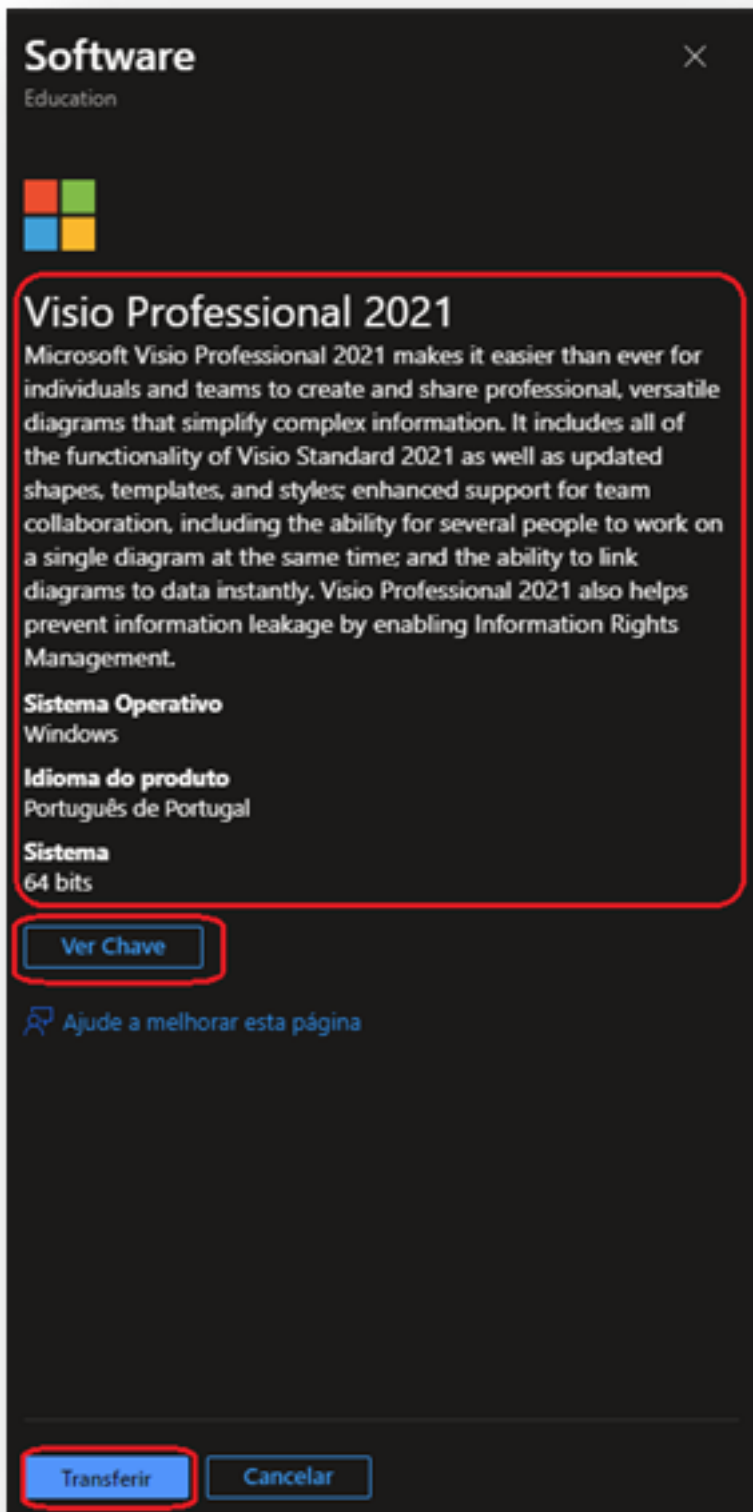 Software
Education
Visio Professional 2021
Microsoft Visio Professional 2021 makes it easier than ever for
individuals and teams to create and share professional, versatile
diagrams that simplify complex information. It includes all of
the functionality of Visio Standard 2021 as well as updated
shapes, templates, and styles; enhanced support for team
collaboration, including the ability for several people to work on
a single diagram at the same time; and the ability to link
diagrams to data instantly. Visio Professional 2021 also helps
prevent information leakage by enabling Information Rights
Management.
Sistema Operativo
Windows
Idioma do produto
Português de Portugal
Sistema
64 bits
Ver Chave
Ajude a melhorar esta página
Transferir Cancelar